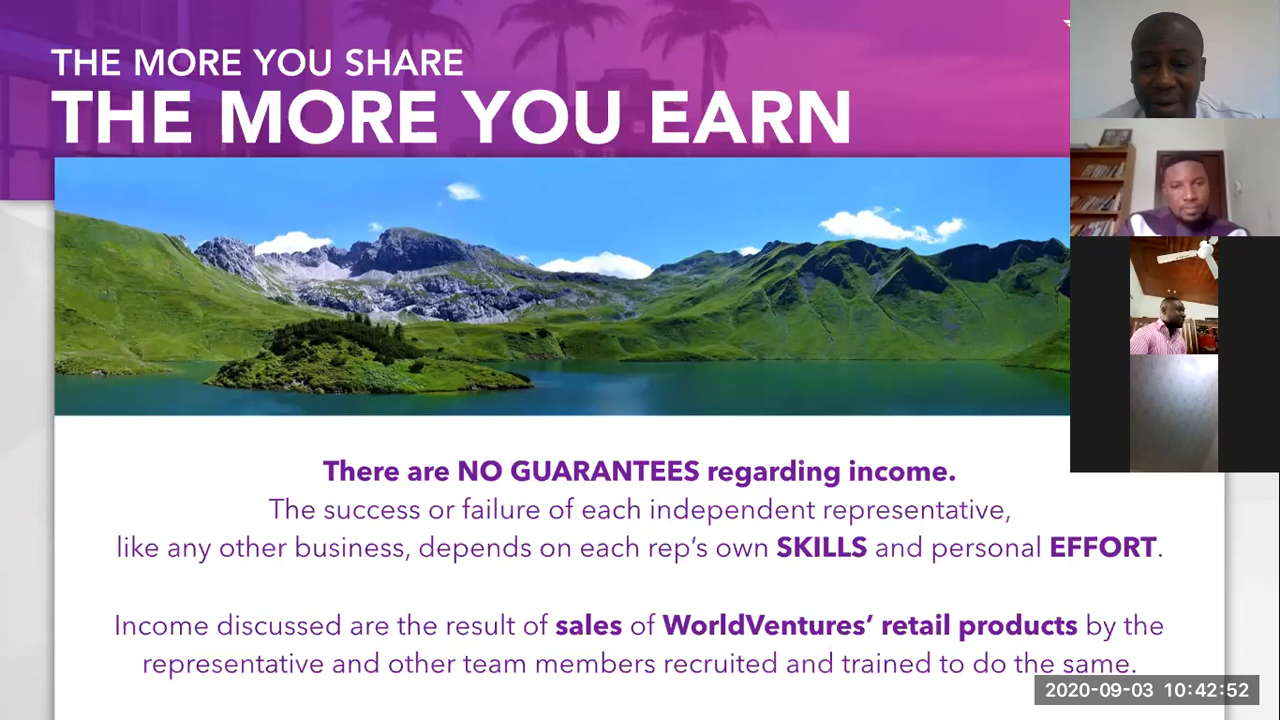 THE MORE YOU SHARE
THE MORE YOU EARN
There are NO GUARANTEES regarding income.
The success or failure of each independent representative,
like any other business, depends on each rep's own SKILLS and personal EFFORT.
Income discussed are the result of sales of WorldVentures' retail products by the
representative and other team members recruited and trained to do the same.
2020-09-03 10:42:52